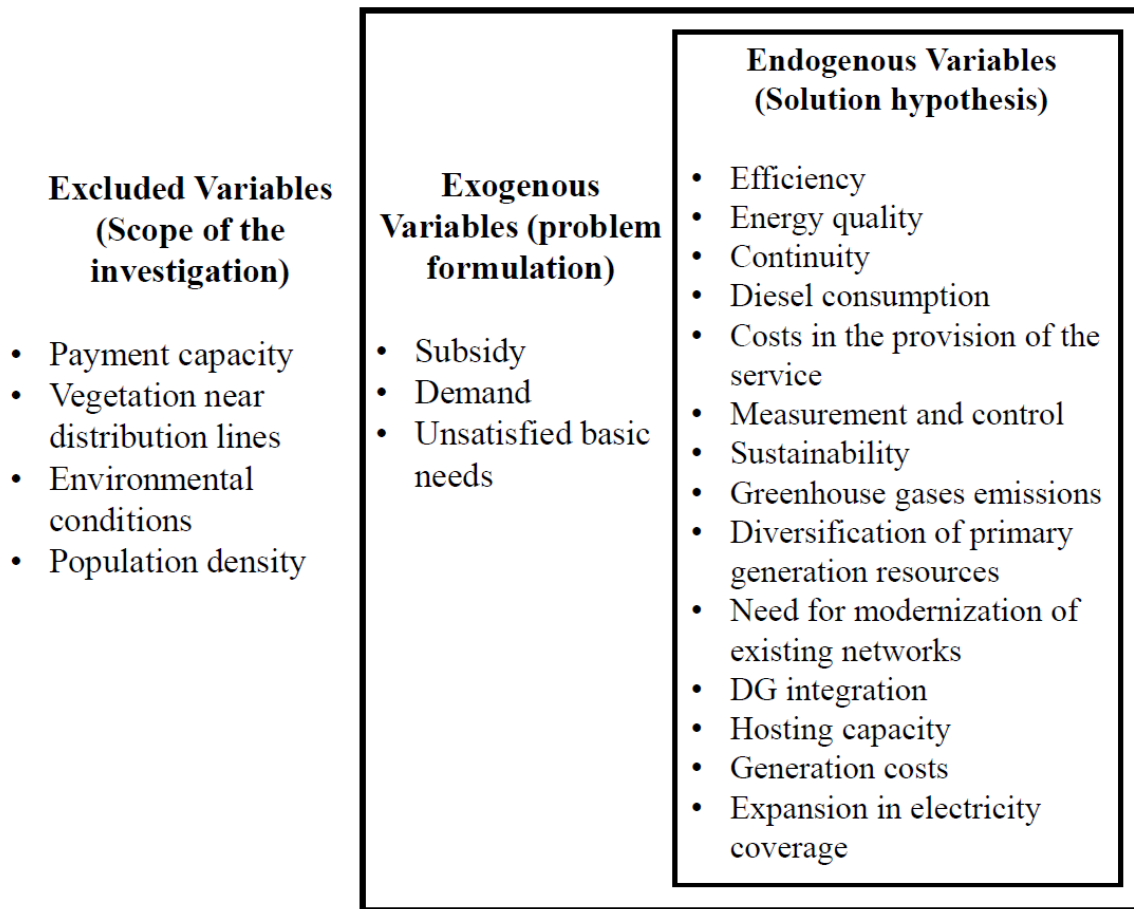 Excluded Variables
(Scope of the
investigation)
• Payment capacity
• Vegetation near
distribution lines
• Environmental
conditions
• Population density
Exogenous
Variables (problem
formulation)
• Subsidy
• Demand
• Unsatisfied basic
needs
Endogenous Variables
(Solution hypothesis)
• Efficiency
• Energy quality
• Continuity
• Diesel consumption
• Costs in the provision of the
service
• Measurement and control
• Sustainability
• Greenhouse gases emissions
• Diversification of primary
generation resources
• Need for modernization of
existing networks
• DG integration
• Hosting capacity
• Generation costs
• Expansion in electricity
coverage